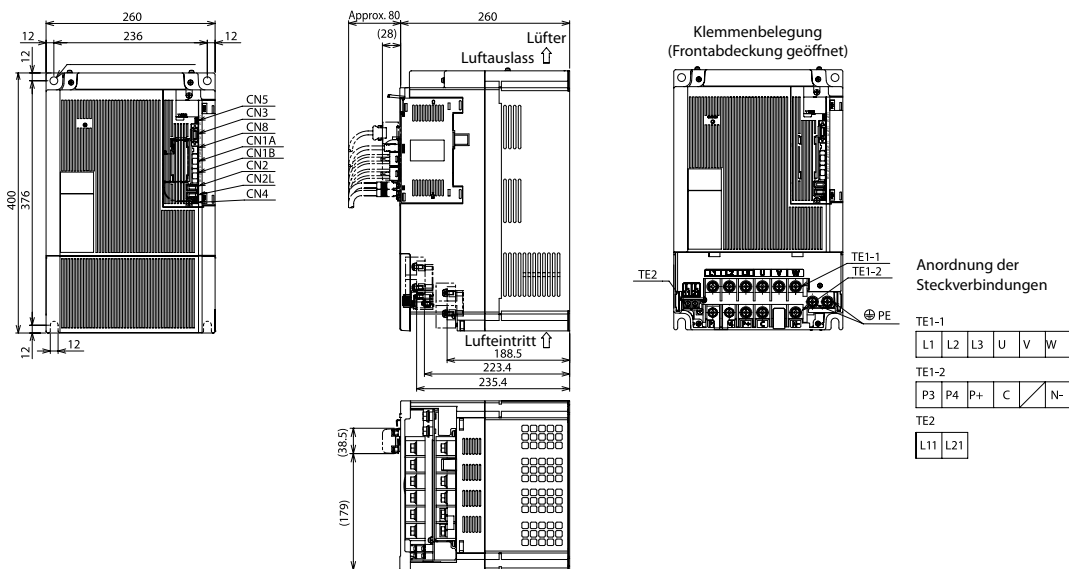 260
12
236
12
12
400
376
12
12
CN5
CN3
CN8
CN1A
CN1B
CN2
CN2L
CN4
Approx. 80
260
(28)
Lüfter
Luftauslass
Lufteintritt
188.5
223.4
235.4
(38.5)
(179)
Klemmenbelegung
(Frontabdeckung geöffnet)
TE2
L1 L2 L3 U V W
TE1-1
TE1-2
PE
Anordnung der
Steckverbindungen
TE1-1
L1 L2 L3 U V W
TE1-2
P3 P4 P+ C N-
TE2
L11 L21